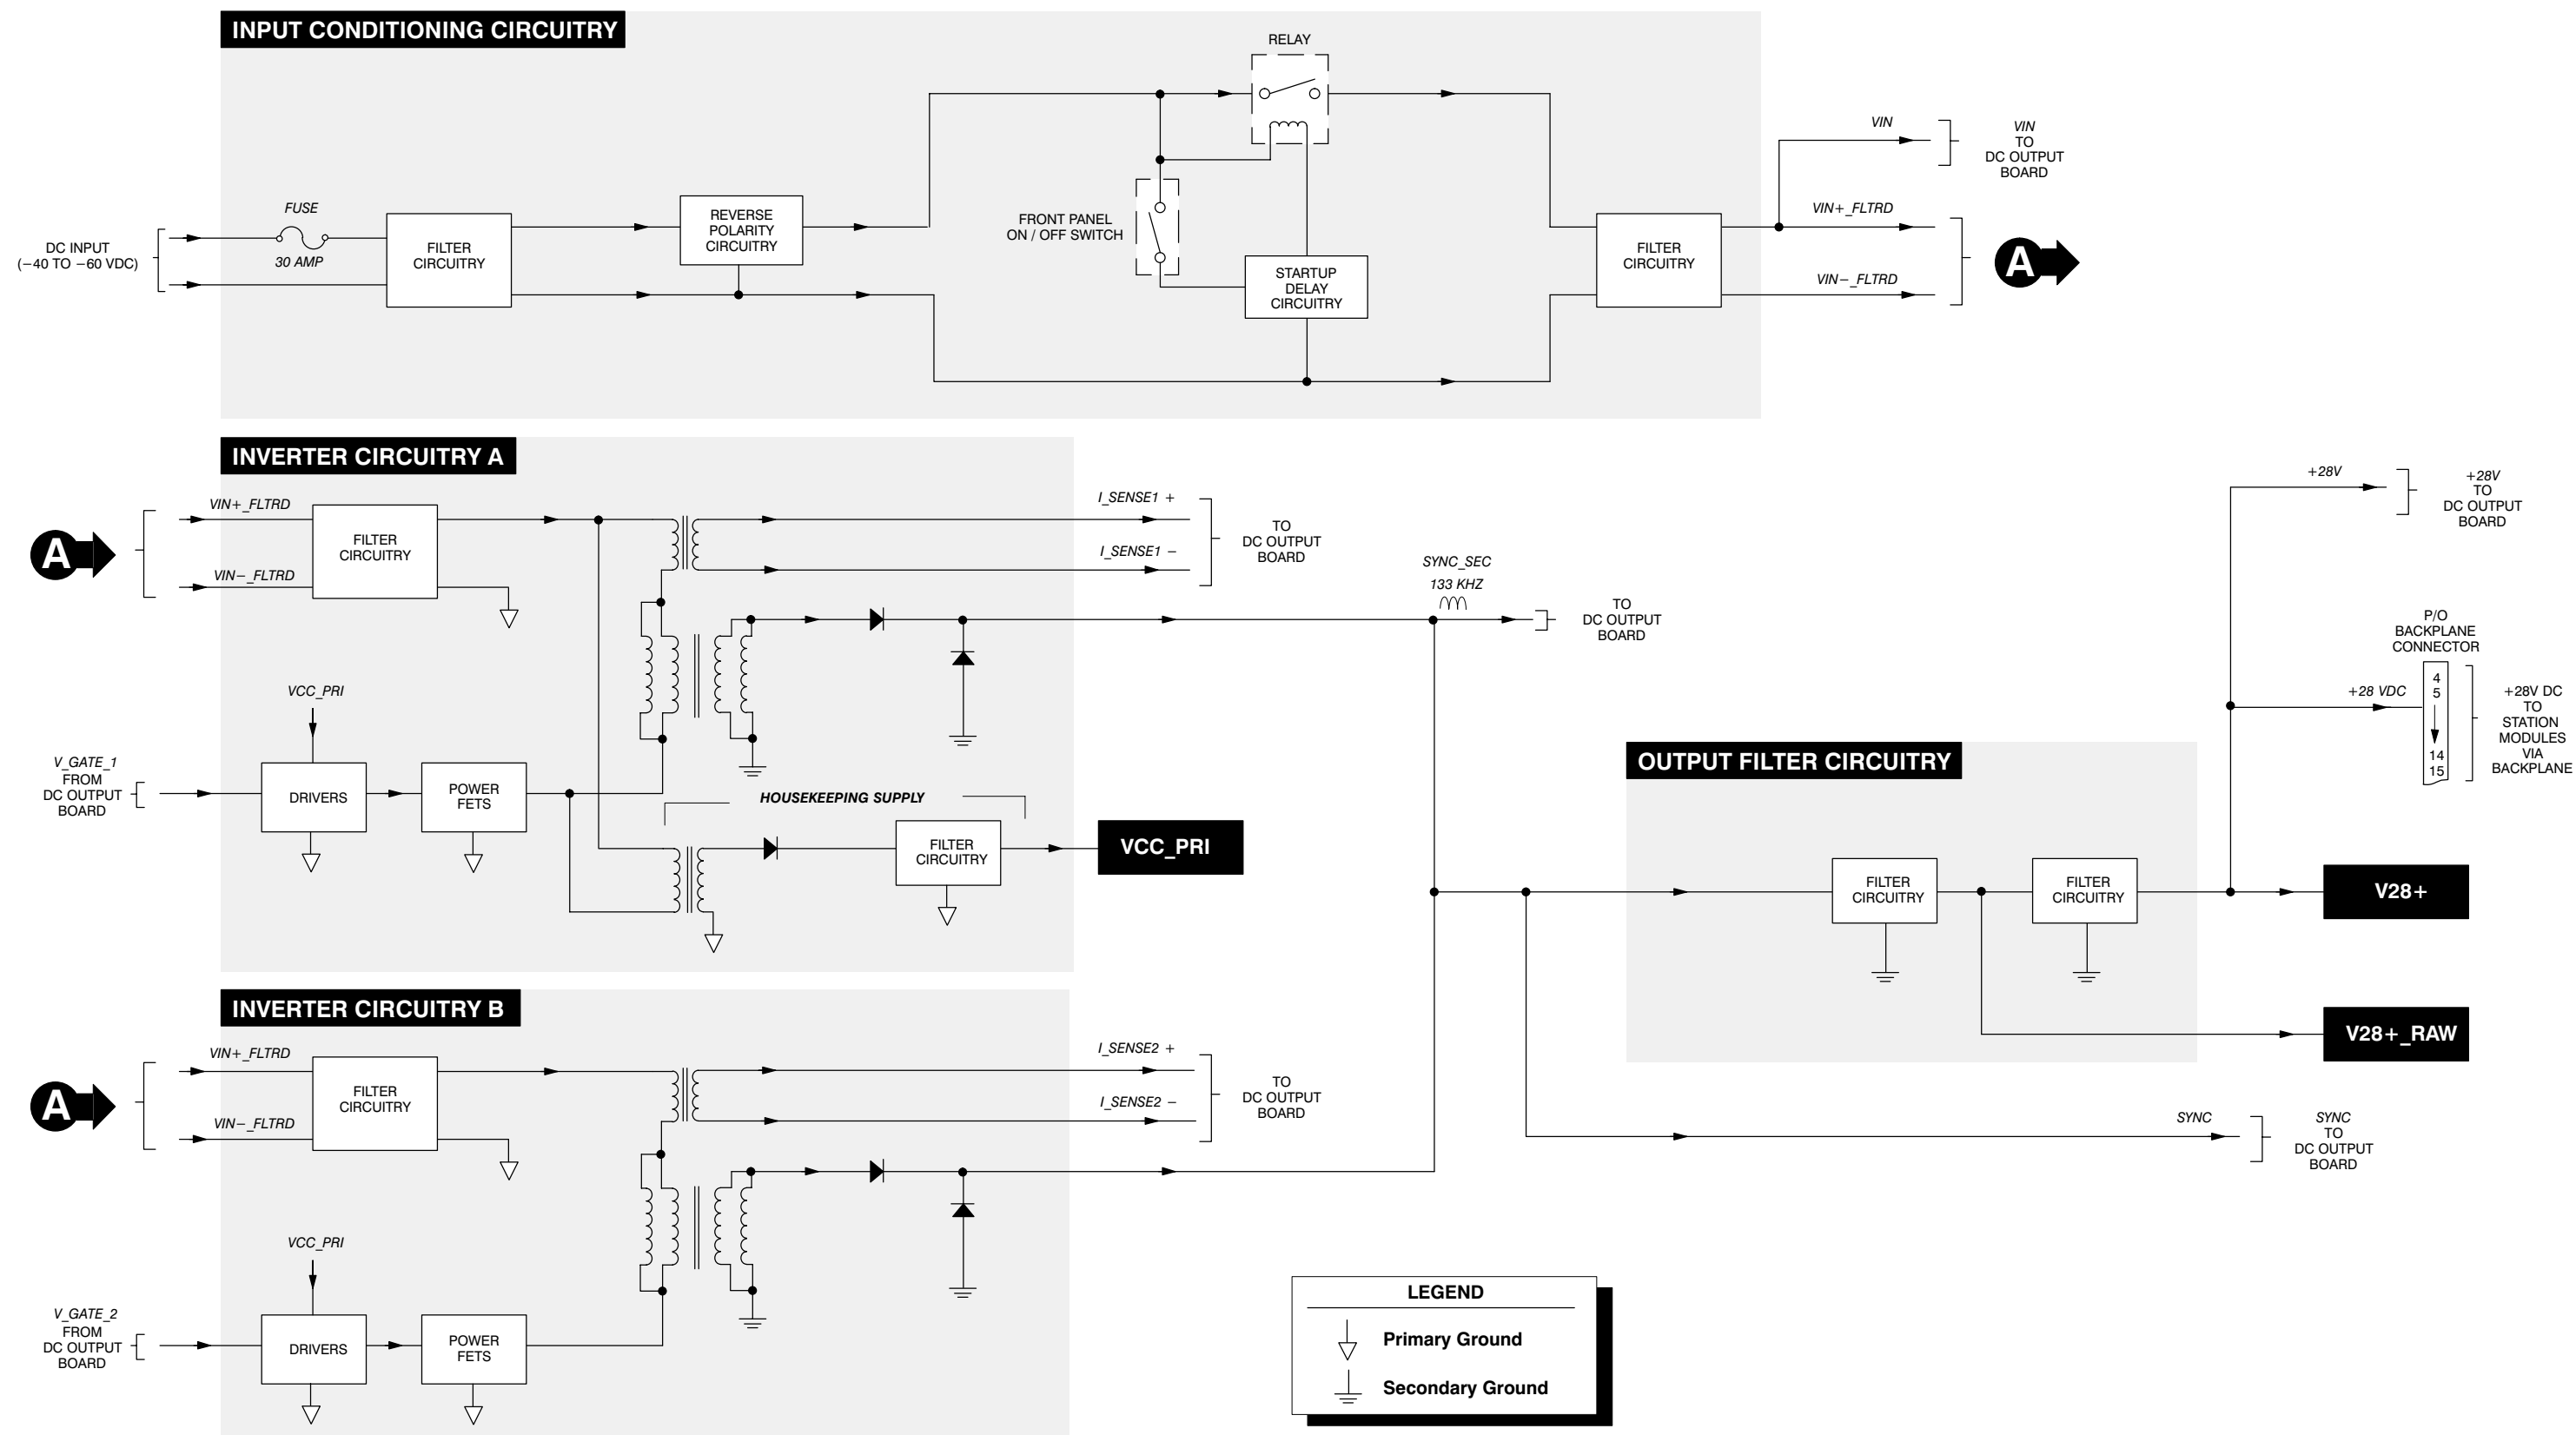 INPUT CONDITIONING CIRCUITRY
RELAY
DC INPUT
(−40 TO −60 VDC)
FUSE
30 AMP
FILTER
CIRCUITRY
REVERSE
POLARITY
CIRCUITRY
FRONT PANEL
ON / OFF SWITCH
STARTUP
DELAY
CIRCUITRY
FILTER
CIRCUITRY
VIN
VIN
TO
DC OUTPUT
BOARD
VIN+_FLTRD
VIN−_FLTRD
A
INVERTER CIRCUITRY A
A
VIN+_FLTRD
VIN−_FLTRD
FILTER
CIRCUITRY
I_SENSE1 +
I_SENSE1 −
TO
DC OUTPUT
BOARD
SYNC_SEC
133 KHZ
TO
DC OUTPUT
BOARD
VCC_PRI
V_GATE_1
FROM
DC OUTPUT
BOARD
DRIVERS
POWER
FETS
HOUSEKEEPING SUPPLY
FILTER
CIRCUITRY
VCC_PRI
+28V
+28V
TO
DC OUTPUT
BOARD
P/O
BACKPLANE
CONNECTOR
+28 VDC
4
5
14
15
+28V DC
TO
STATION
MODULES
VIA
BACKPLANE
OUTPUT FILTER CIRCUITRY
FILTER
CIRCUITRY
FILTER
CIRCUITRY
V28+
V28+_RAW
SYNC
SYNC
TO
DC OUTPUT
BOARD
INVERTER CIRCUITRY B
A
VIN+_FLTRD
VIN−_FLTRD
FILTER
CIRCUITRY
I_SENSE2 +
I_SENSE2 −
TO
DC OUTPUT
BOARD
VCC_PRI
V_GATE_2
FROM
DC OUTPUT
BOARD
DRIVERS
POWER
FETS
LEGEND
Primary Ground
Secondary Ground